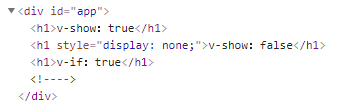 ▼<div id="app">
<h1>v-show: true</h1>
<h1 style="display: none;">v-show: false</h1>
<h1>v-if: true</h1>
<!---->
</div>